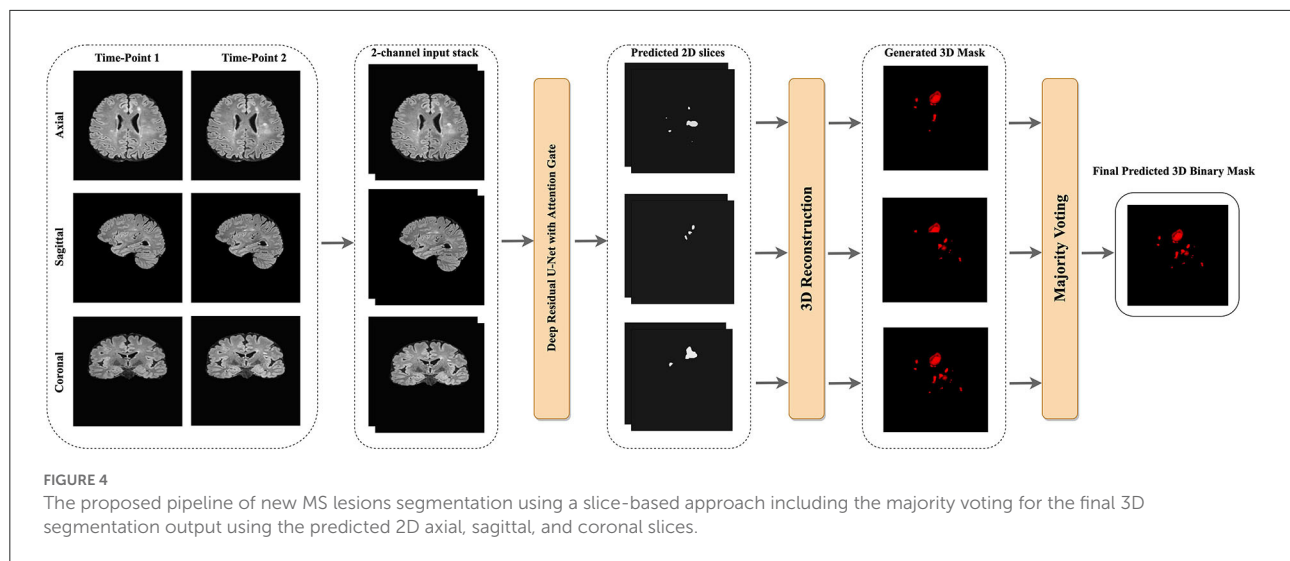 Time-Point 1
Time-Point 2
2-channel input stack
Predicted 2D slices
Generated 3D Mask
Axial
Sagittal
Coronal
Deep Residual U-Net with Attention Gate
3D Reconstruction
Majority Voting
Final Predicted 3D Binary Mask
FIGURE 4
The proposed pipeline of new MS lesions segmentation using a slice-based approach including the majority voting for the final 3D
segmentation output using the predicted 2D axial, sagittal, and coronal slices.